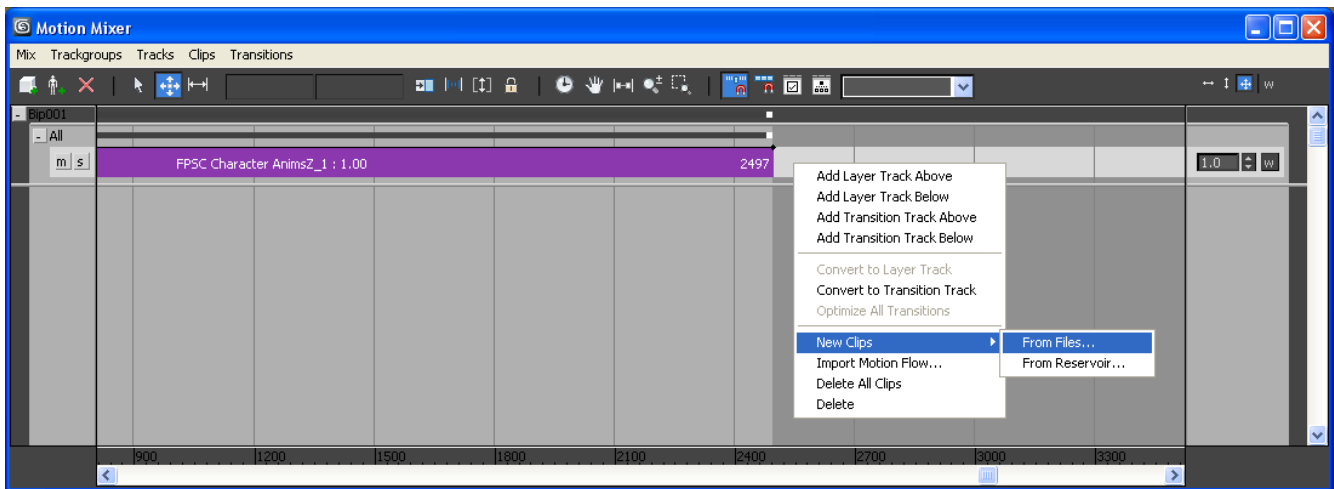 Motion Mixer
Mix Trackgroups Tracks Clips Transitions
w
Bip001
All
m s FPSC Character AnimsZ_1 : 1.00 2497 1.0 w
Add Layer Track Above
Add Layer Track Below
Add Transition Track Above
Add Transition Track Below
Convert to Layer Track
Convert to Transition Track
Optimize All Transitions
New Clips From Files...
Import Motion Flow... From Reservoir...
Delete All Clips
Delete
900 1200 1500 1800 2100 2400 2700 3000 3300